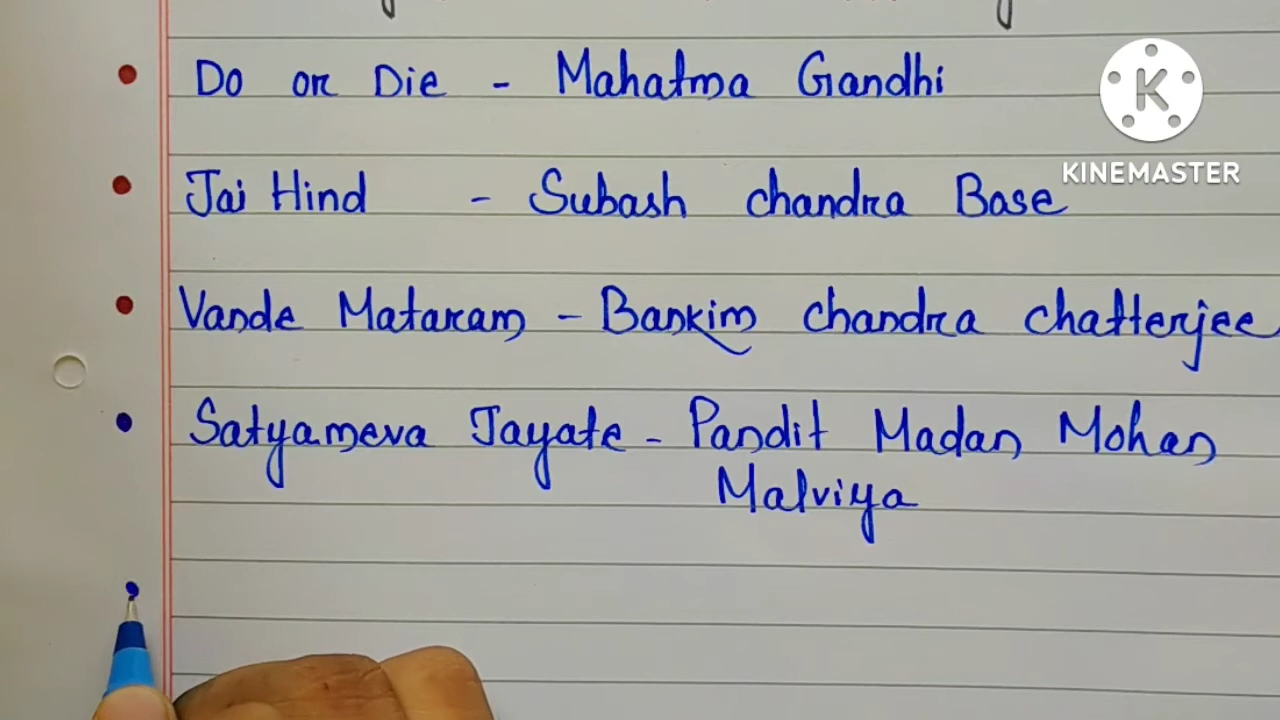 Do or Die - Mahatma Gandhi
K
KINEMASTER
Jai Hind - Subash chandra Base
Vande Mataram - Bankim chandra chatterjee
Satyameva Jayate - Pandit Madan Mohan
Malviya